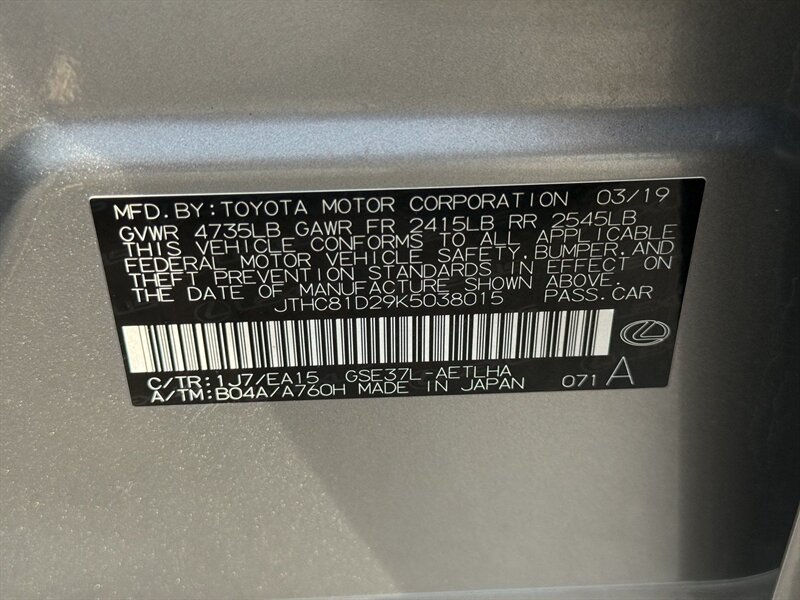 MFD. BY: TOYOTA MOTOR CORPORATION 03/19
GVWR 4735LB GAWR FR 2415LB RR 2545LB
THIS VEHICLE CONFORMS TO ALL APPLICABLE
FEDERAL MOTOR VEHICLE SAFETY, BUMPER, AND
THEFT PREVENTION STANDARDS IN EFFECT ON
THE DATE OF MANUFACTURE SHOWN ABOVE.
JTHC81D29K5038015 PASS. CAR
C/TR: 1J7/EA15 GSE37L-AETLHA
A/TM: B04A/A760H MADE IN JAPAN 071 A